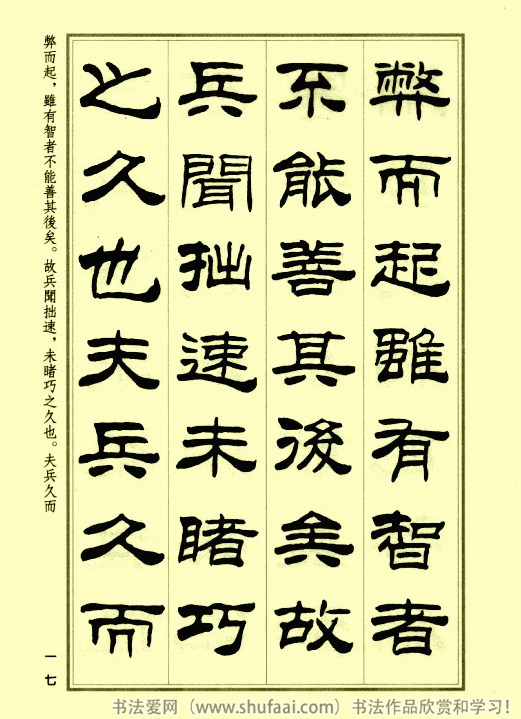 弊而起雖有智者
不能善其後矣故
兵聞拙速未睹巧
之久也夫兵久而
弊而起，雖有智者不能善其後矣。故兵聞拙速，未睹巧之久也。夫兵久而
一七
书法爱网（www.shufaai.com）书法作品欣赏和学习！